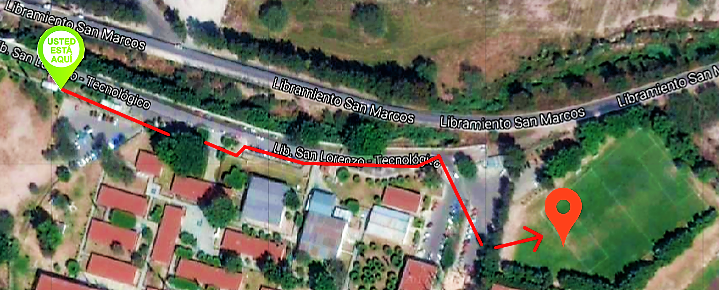 Libramiento San Marcos
USTED
ESTÁ
AQUÍ
b. San Lorenzo - Tecnológico
Libramiento San Marcos
Libramiento San Marcos
Libramiento San Marcos
Lib. San Lorenzo - Tecnológico